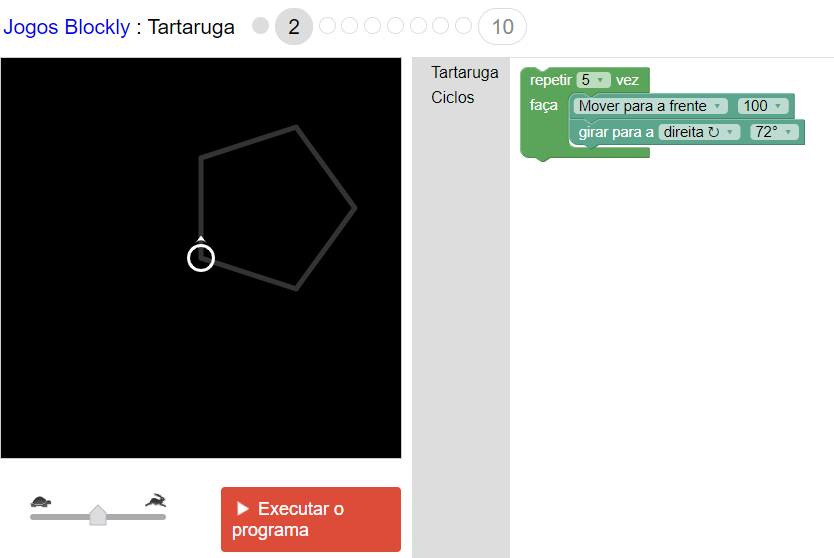 Jogos Blockly : Tartaruga 2 10
Tartaruga
Ciclos
repetir 5 vez
faça Mover para a frente 100
girar para a direita ↻ 72°
Executar o
programa